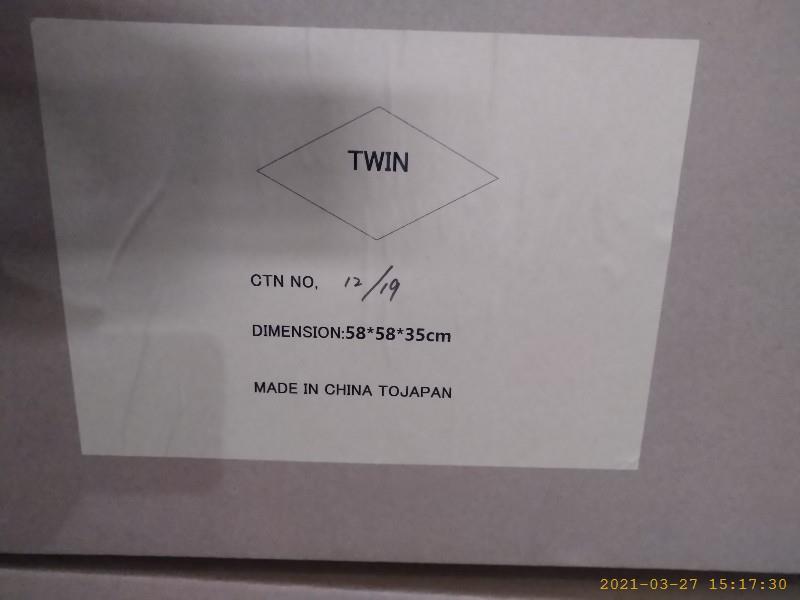 TWIN
CTN NO, 12/19
DIMENSION:58*58*35cm
MADE IN CHINA TOJAPAN
2021-03-27 15:17:30